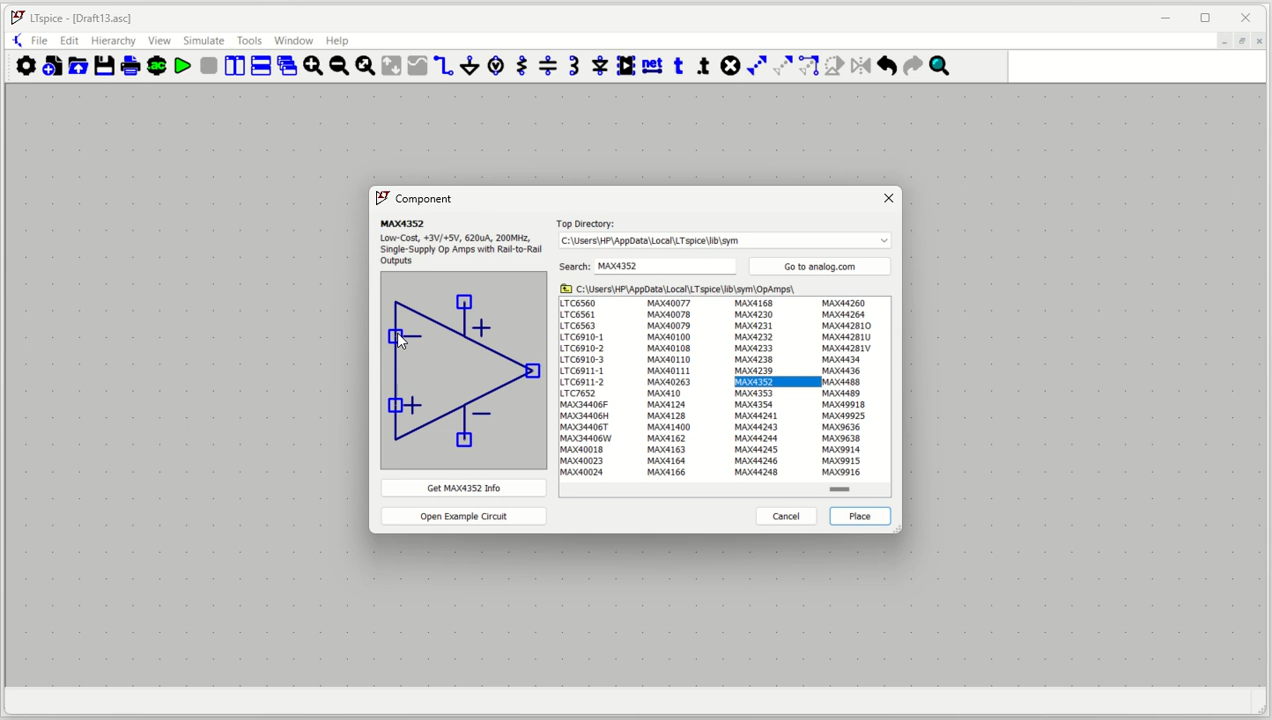 LTspice - [Draft13.asc]
File Edit Hierarchy View Simulate Tools Window Help
.ac net t .t
Component
MAX4352
Low-Cost, +3V/+5V, 620uA, 200MHz,
Single-Supply Op Amps with Rail-to-Rail
Outputs
Get MAX4352 Info
Open Example Circuit
Top Directory:
C:\Users\HP\AppData\Local\LTspice\lib\sym
Search: MAX4352 Go to analog.com
C:\Users\HP\AppData\Local\LTspice\lib\sym\OpAmps\
LTC6560 MAX40077 MAX4168 MAX44260
LTC6561 MAX40078 MAX4230 MAX44264
LTC6563 MAX40079 MAX4231 MAX44281O
LTC6910-1 MAX40100 MAX4232 MAX44281U
LTC6910-2 MAX40108 MAX4233 MAX44281V
LTC6910-3 MAX40110 MAX4238 MAX4434
LTC6911-1 MAX40111 MAX4239 MAX4436
LTC6911-2 MAX40263 MAX4352 MAX4488
LTC7652 MAX410 MAX4353 MAX4489
MAX34406F MAX4124 MAX4354 MAX49918
MAX34406H MAX4128 MAX44241 MAX49925
MAX34406T MAX41400 MAX44243 MAX9636
MAX34406W MAX4162 MAX44244 MAX9638
MAX40018 MAX4163 MAX44245 MAX9914
MAX40023 MAX4164 MAX44246 MAX9915
MAX40024 MAX4166 MAX44248 MAX9916
Cancel Place